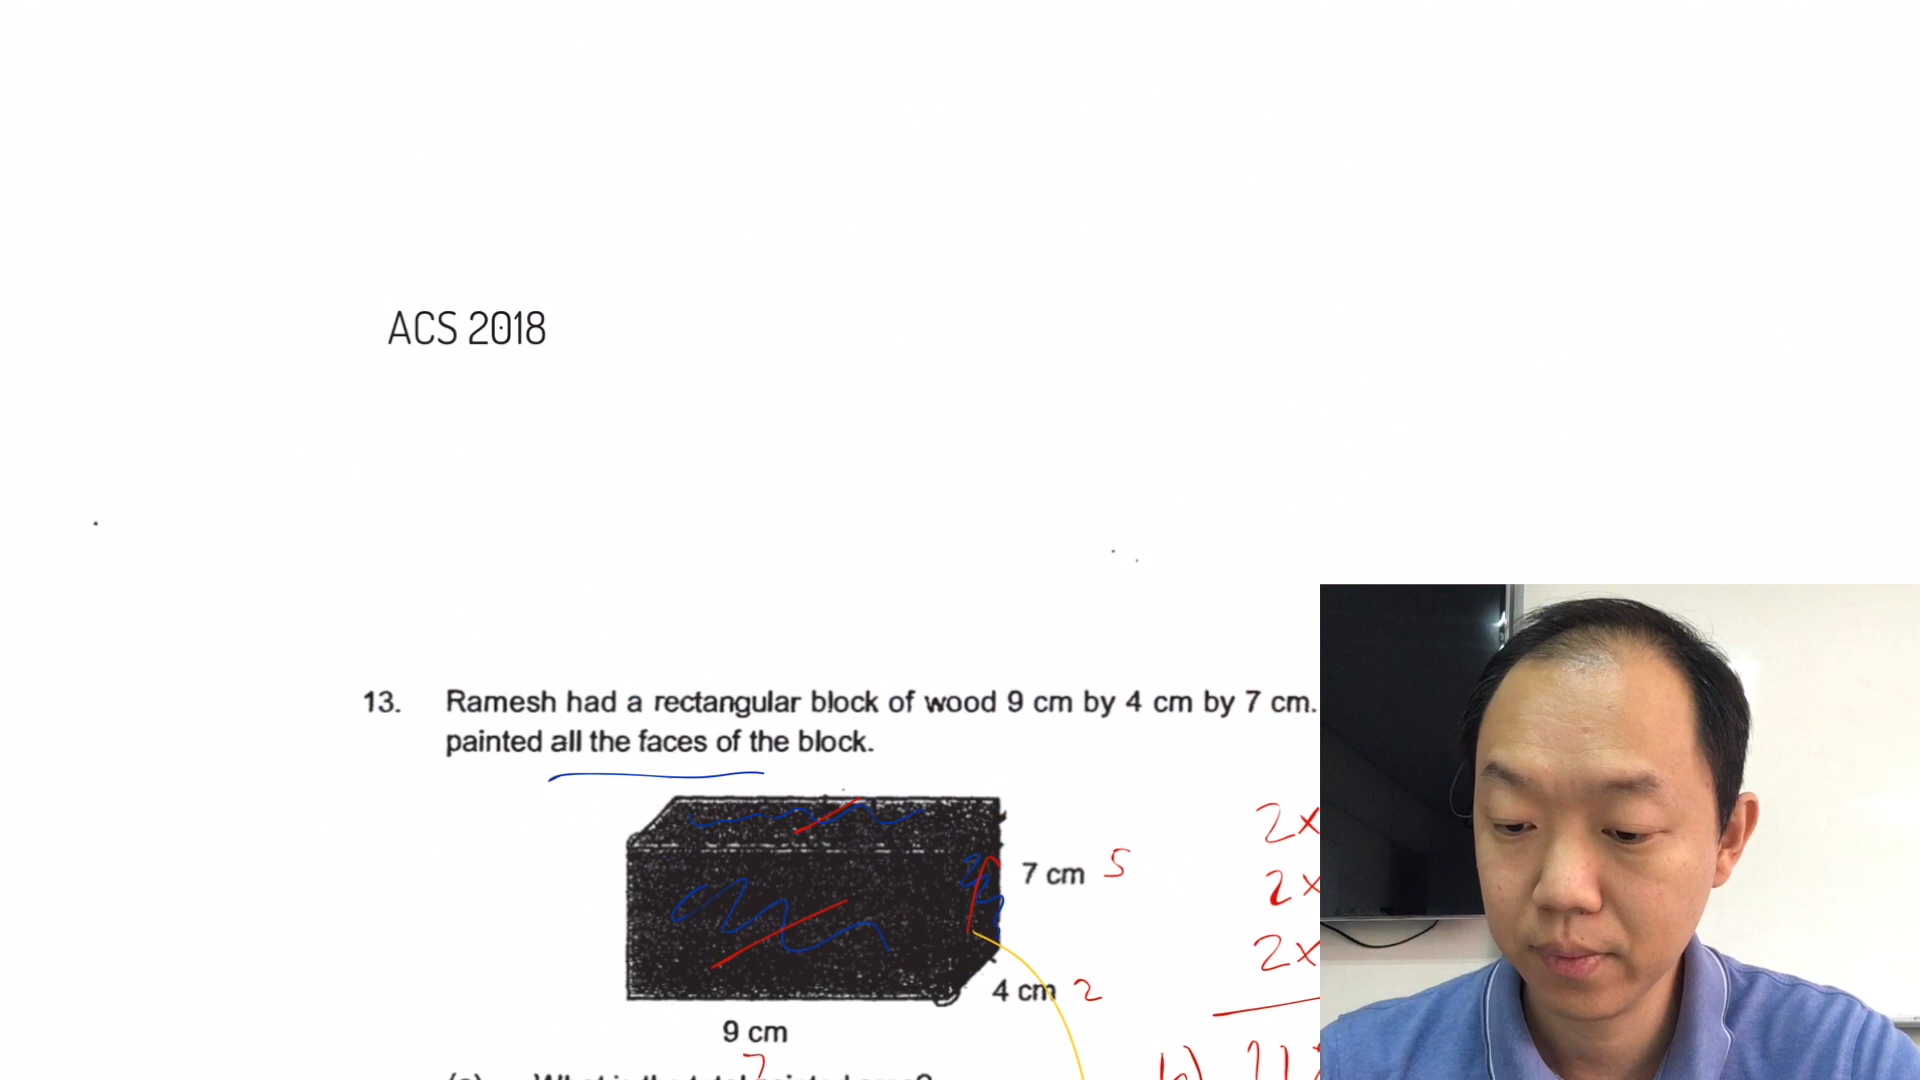 ACS 2018
13. Ramesh had a rectangular block of wood 9 cm by 4 cm by 7 cm.
painted all the faces of the block.
2x
7 cm 5
2x
2x
4 cm 2
9 cm
7